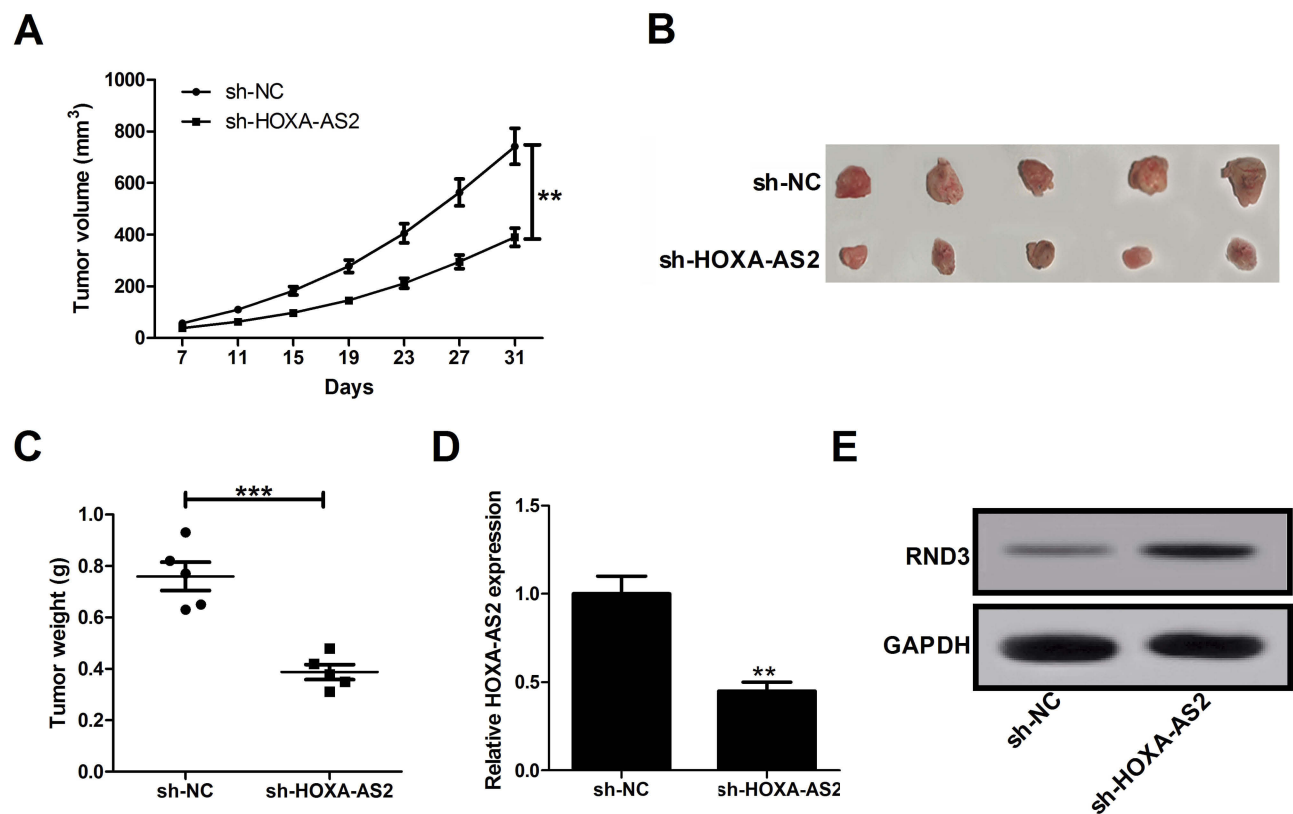 A
Tumor volume (mm³)
1000
800
600
400
200
0
sh-NC
sh-HOXA-AS2
**
7 11 15 19 23 27 31
Days
B
sh-NC
sh-HOXA-AS2
C
Tumor weight (g)
***
1.0
0.8
0.6
0.4
0.2
0.0
sh-NC sh-HOXA-AS2
D
Relative HOXA-AS2 expression
1.5
1.0
0.5
0.0
**
sh-NC sh-HOXA-AS2
E
RND3
GAPDH
sh-NC
sh-HOXA-AS2